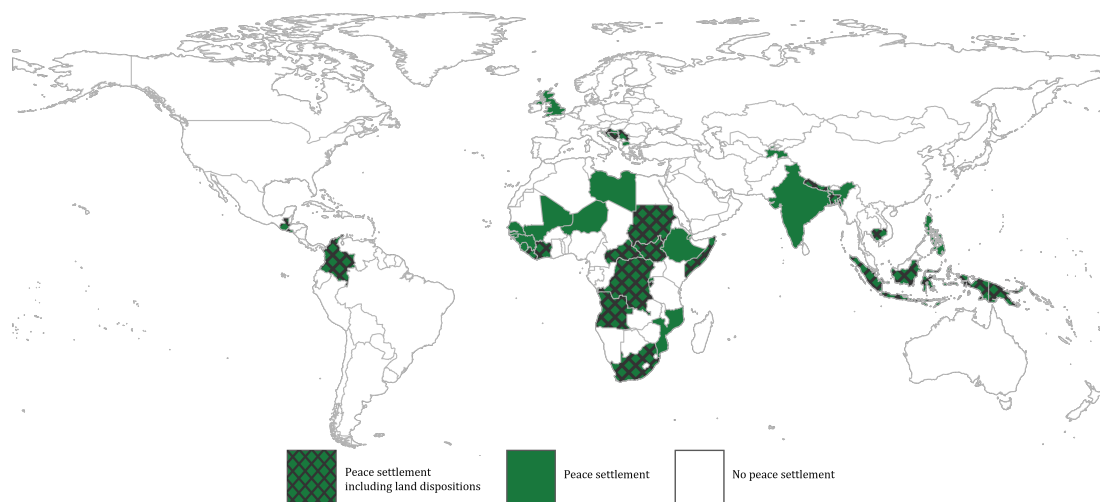 Peace settlement
including land dispositions
Peace settlement
No peace settlement